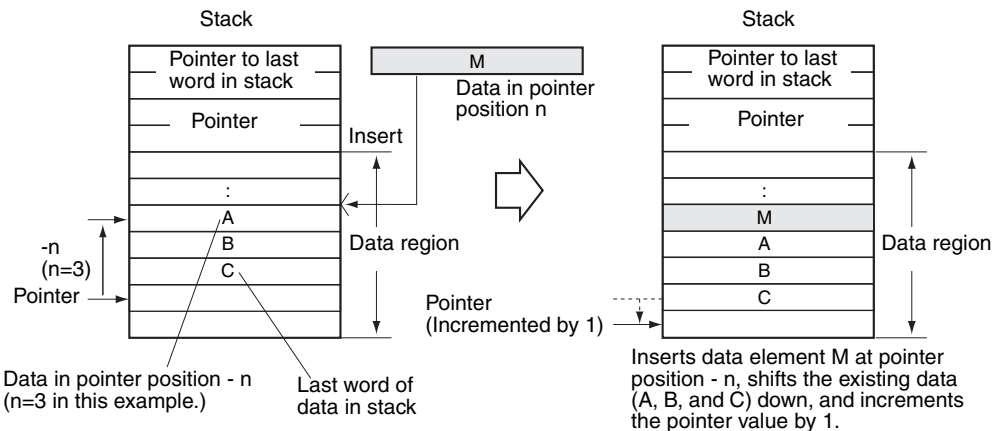 Stack
Pointer to last
word in stack
Pointer
:
A
B
C
-n
(n=3)
Pointer
Data in pointer position - n
(n=3 in this example.)
Last word of
data in stack
M
Data in pointer
position n
Insert
Data region
Stack
Pointer to last
word in stack
Pointer
:
M
A
B
C
Data region
Pointer
(Incremented by 1)
Inserts data element M at pointer
position - n, shifts the existing data
(A, B, and C) down, and increments
the pointer value by 1.